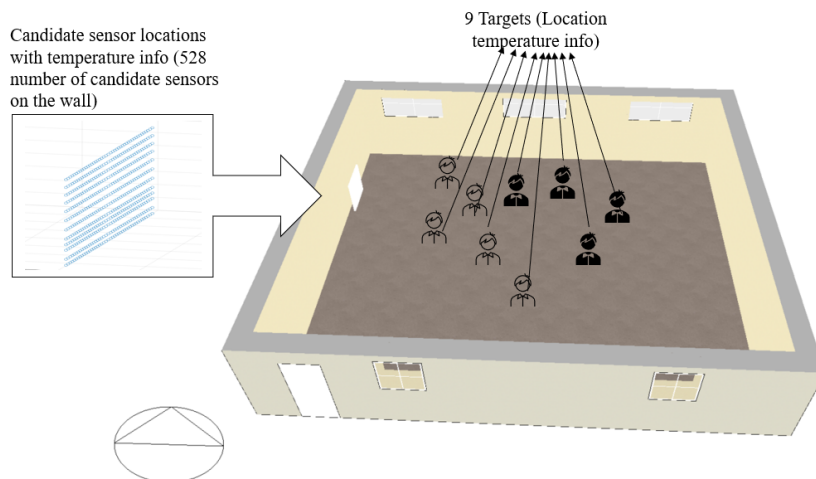 Candidate sensor locations
with temperature info (528
number of candidate sensors
on the wall)
9 Targets (Location
temperature info)